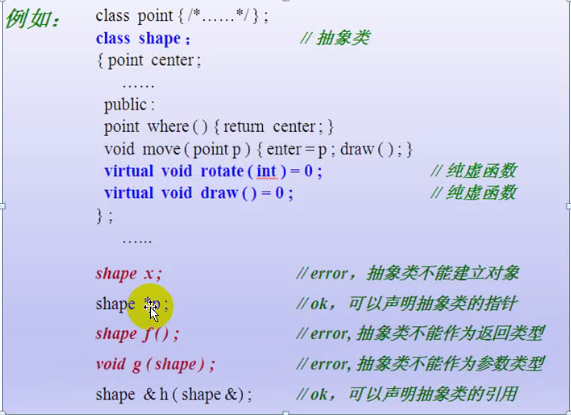 例如：
class point { /*……*/ } ;
class shape ; // 抽象类
{ point center ;
……
public :
point where ( ) { return center ; }
void move ( point p ) { enter = p ; draw ( ) ; }
virtual void rotate ( int ) = 0 ; // 纯虚函数
virtual void draw ( ) = 0 ; // 纯虚函数
} ;
……
shape x ; // error，抽象类不能建立对象
shape ; // ok，可以声明抽象类的指针
shape f ( ) ; // error, 抽象类不能作为返回类型
void g ( shape ) ; // error, 抽象类不能作为参数类型
shape & h ( shape & ) ; // ok，可以声明抽象类的引用